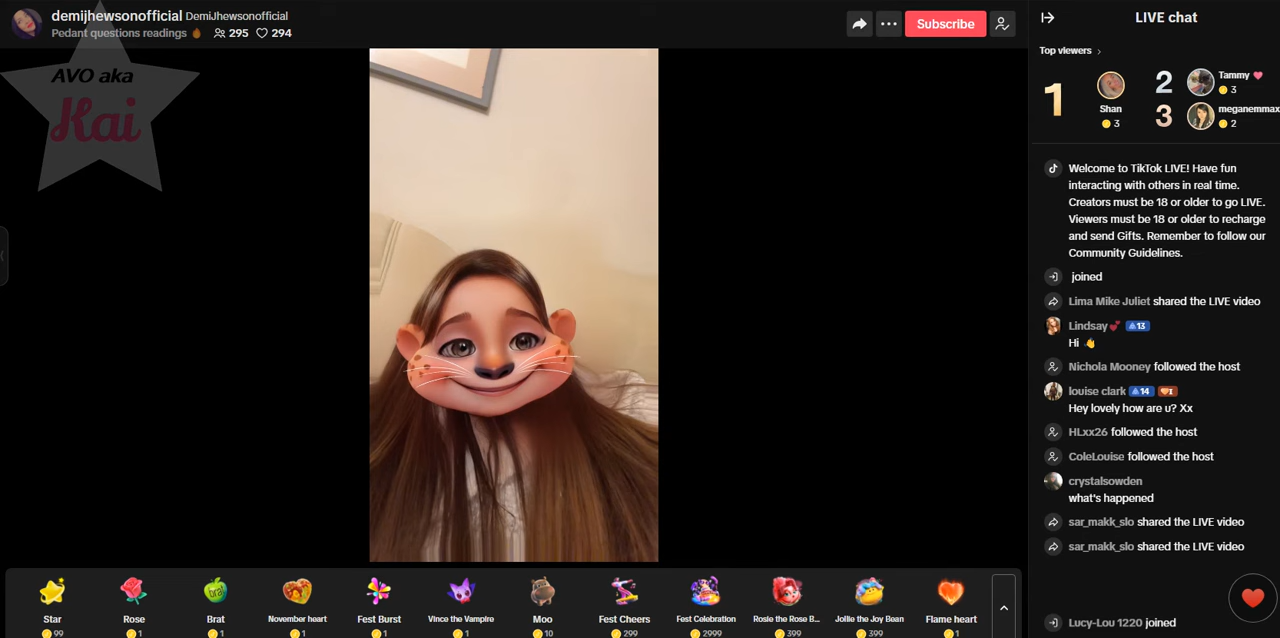 demijhewsonofficial DemiJHewsonofficial
Pedant questions readings
295 294
Subscribe
AVO aka
Kai
LIVE chat
Top viewers
1
Shan
3
2
Tammy
3
3
meganemmax
2
Welcome to TikTok LIVE! Have fun
interacting with others in real time.
Creators must be 18 or older to go LIVE.
Viewers must be 18 or older to recharge
and send Gifts. Remember to follow our
Community Guidelines.
joined
Lima Mike Juliet shared the LIVE video
Lindsay 13
Hi
Nichola Mooney followed the host
louise clark 14 1
Hey lovely how are u? Xx
HLxx26 followed the host
ColeLouise followed the host
crystalsowden
what's happened
sar_makk_slo shared the LIVE video
sar_makk_slo shared the LIVE video
Lucy-Lou 1220 joined
brat
Star
99
Rose
1
Brat
1
November heart
1
Fest Burst
1
Vince the Vampire
1
Moo
10
Fest Cheers
299
Fest Celebration
2999
Rosie the Rose B...
399
Jollie the Joy Bean
399
Flame heart
1